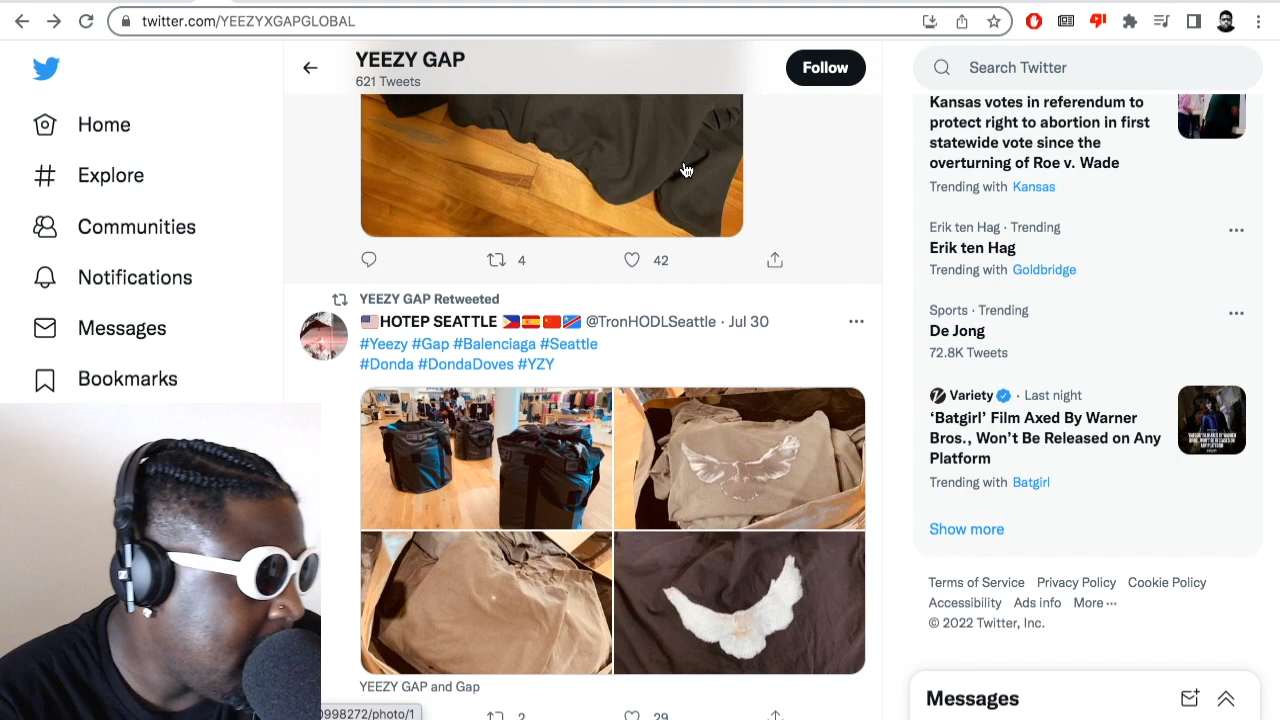 twitter.com/YEEZYXGAPGLOBAL
YEEZY GAP
621 Tweets
Follow
Search Twitter
Home
Explore
Communities
Notifications
Messages
Bookmarks
4
42
YEEZY GAP Retweeted
HOTEP SEATTLE @TronHODLSeattle · Jul 30
#Yeezy #Gap #Balenciaga #Seattle
#Donda #DondaDoves #YZY
YEEZY GAP and Gap
2
29
998272/photo/1
Kansas votes in referendum to
protect right to abortion in first
statewide vote since the
overturning of Roe v. Wade
Trending with Kansas
Erik ten Hag · Trending
Erik ten Hag
Trending with Goldbridge
Sports · Trending
De Jong
72.8K Tweets
Variety · Last night
‘Batgirl’ Film Axed By Warner
Bros., Won’t Be Released on Any
Platform
Trending with Batgirl
Show more
Terms of Service Privacy Policy Cookie Policy
Accessibility Ads info More ···
© 2022 Twitter, Inc.
Messages